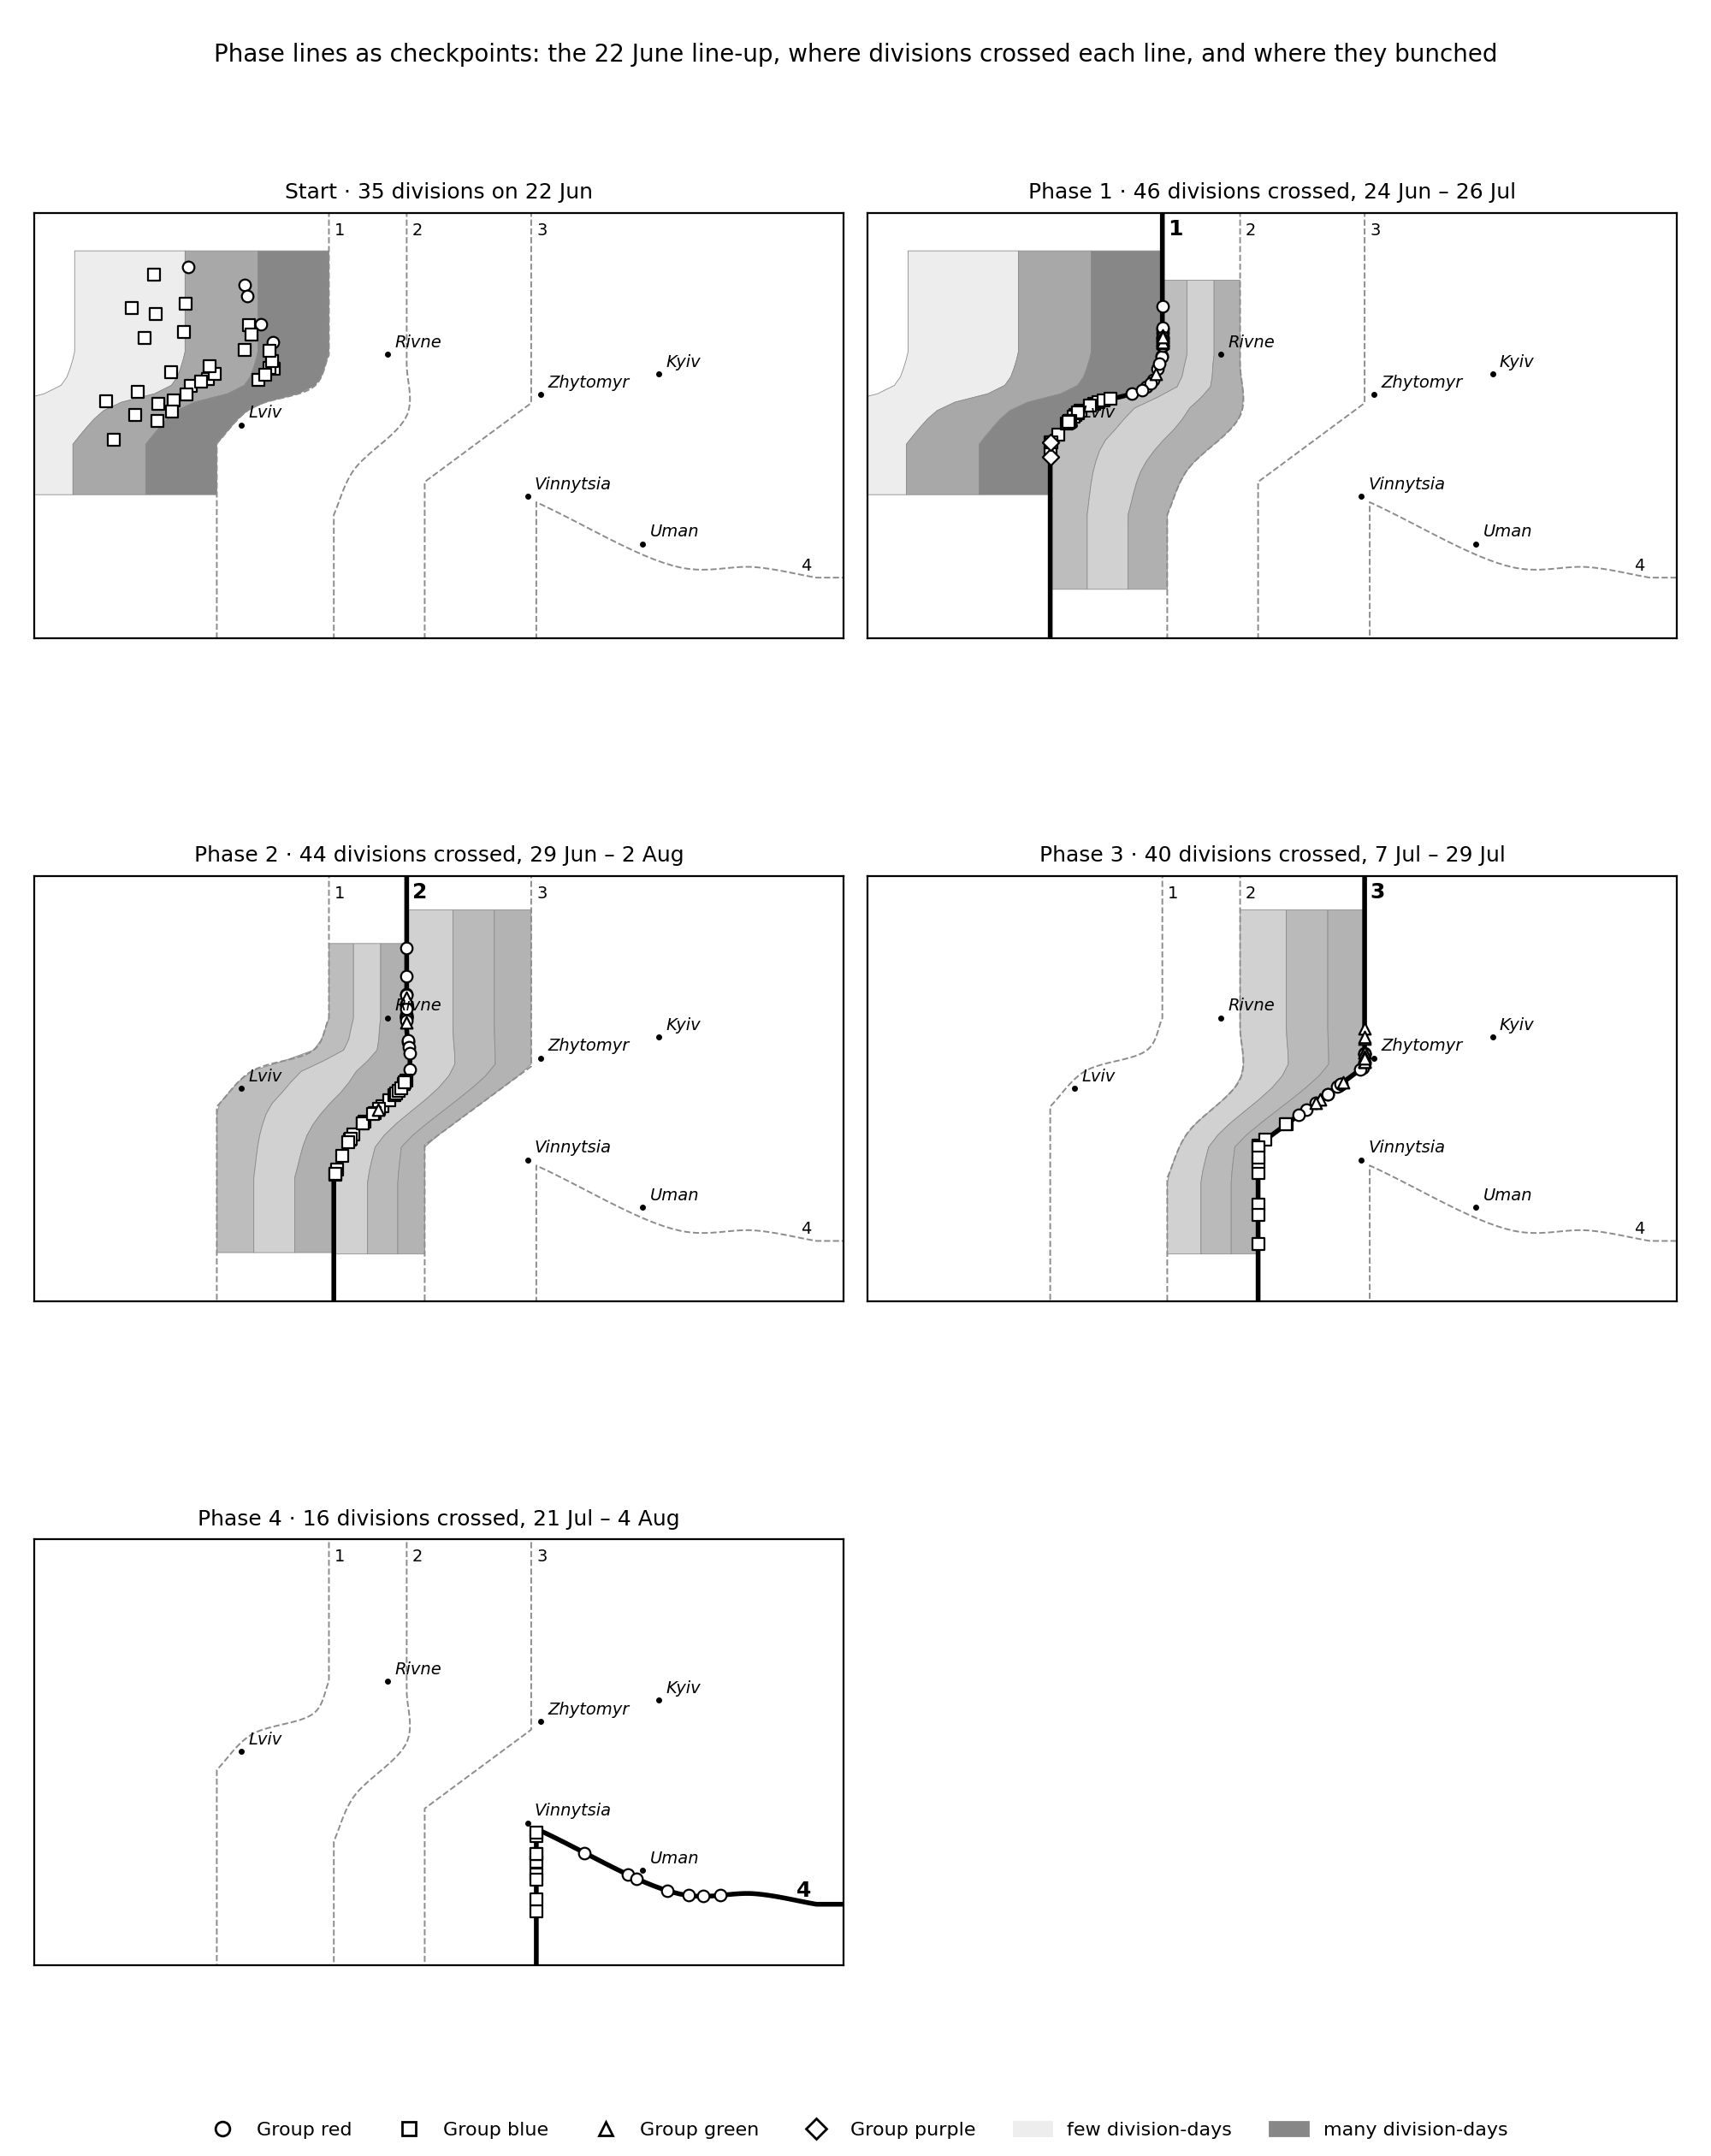 Phase lines as checkpoints: the 22 June line-up, where divisions crossed each line, and where they bunched
Start · 35 divisions on 22 Jun
1
2
3
Rivne
Kyiv
Zhytomyr
Lviv
Vinnytsia
Uman
4
Phase 1 · 46 divisions crossed, 24 Jun – 26 Jul
1
2
3
Rivne
Kyiv
Zhytomyr
Lviv
Vinnytsia
Uman
4
Phase 2 · 44 divisions crossed, 29 Jun – 2 Aug
1
2
3
Rivne
Kyiv
Zhytomyr
Lviv
Vinnytsia
Uman
4
Phase 3 · 40 divisions crossed, 7 Jul – 29 Jul
1
2
3
Rivne
Kyiv
Zhytomyr
Lviv
Vinnytsia
Uman
4
Phase 4 · 16 divisions crossed, 21 Jul – 4 Aug
1
2
3
Rivne
Kyiv
Zhytomyr
Lviv
Vinnytsia
Uman
4
Group red
Group blue
Group green
Group purple
few division-days
many division-days